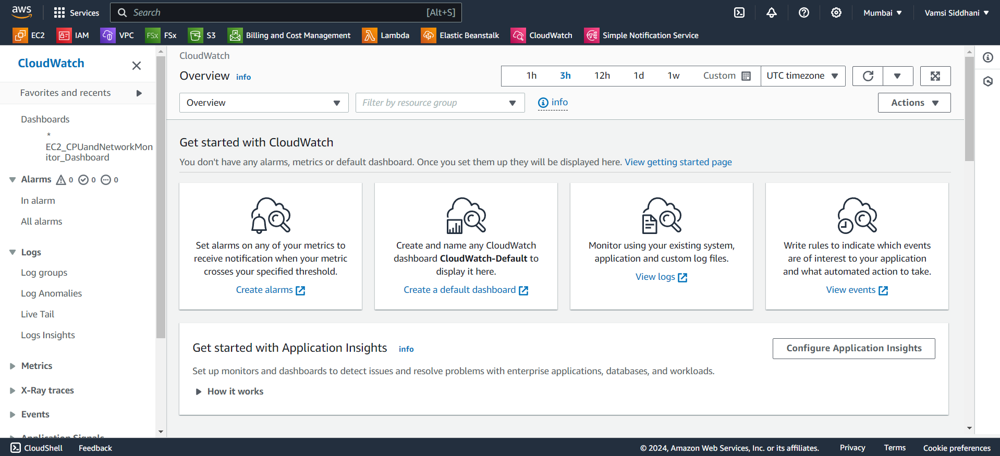 aws
Services
Search
[Alt+S]
Mumbai
Vamsi Siddhani
EC2
IAM
VPC
FSx
FSx
S3
Billing and Cost Management
Lambda
Elastic Beanstalk
CloudWatch
Simple Notification Service
CloudWatch
Favorites and recents
Dashboards
*
EC2_CPUandNetworkMon
itor_Dashboard
Alarms 0 0 0
In alarm
All alarms
Logs
Log groups
Log Anomalies
Live Tail
Logs Insights
Metrics
X-Ray traces
Events
Application Signals
CloudWatch
Overview info
1h 3h 12h 1d 1w Custom UTC timezone
Overview
Filter by resource group
info
Actions
Get started with CloudWatch
You don't have any alarms, metrics or default dashboard. Once you set them up they will be displayed here. View getting started page
Set alarms on any of your metrics to
receive notification when your metric
crosses your specified threshold.
Create alarms
Create and name any CloudWatch
dashboard CloudWatch-Default to
display it here.
Create a default dashboard
Monitor using your existing system,
application and custom log files.
View logs
Write rules to indicate which events
are of interest to your application
and what automated action to take.
View events
Get started with Application Insights info
Configure Application Insights
Set up monitors and dashboards to detect issues and resolve problems with enterprise applications, databases, and workloads.
How it works
CloudShell
Feedback
© 2024, Amazon Web Services, Inc. or its affiliates.
Privacy
Terms
Cookie preferences